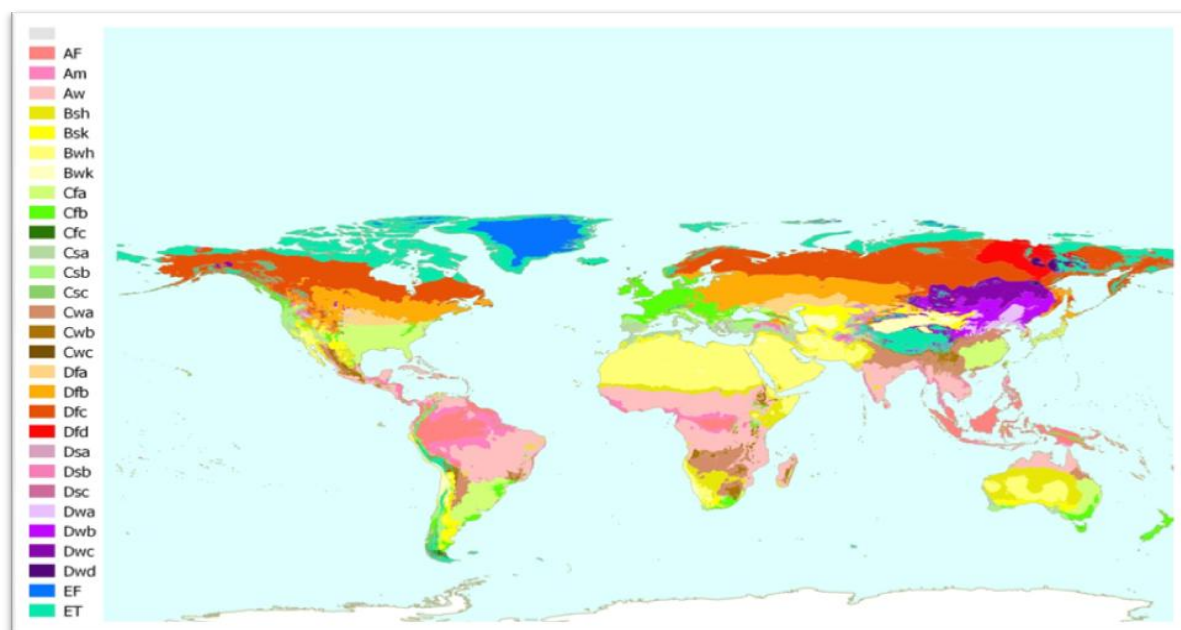 AF
Am
Aw
Bsh
Bsk
Bwh
Bwk
Cfa
Cfb
Cfc
Csa
Csb
Csc
Cwa
Cwb
Cwc
Dfa
Dfb
Dfc
Dfd
Dsa
Dsb
Dsc
Dwa
Dwb
Dwc
Dwd
EF
ET